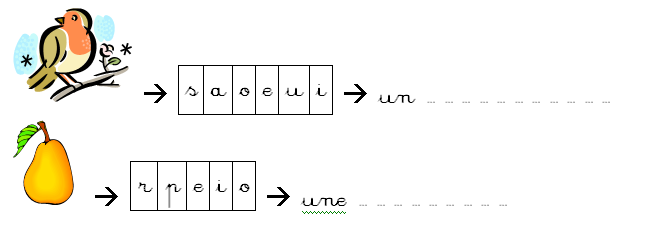 s a o e u i un _ _ _ _ _ _ _ _ _ _ _
r p e i o une _ _ _ _ _ _ _ _